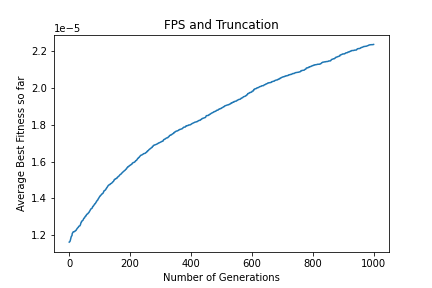 FPS and Truncation
1e−5
2.2
2.0
1.8
1.6
1.4
1.2
Average Best Fitness so far
0 200 400 600 800 1000
Number of Generations